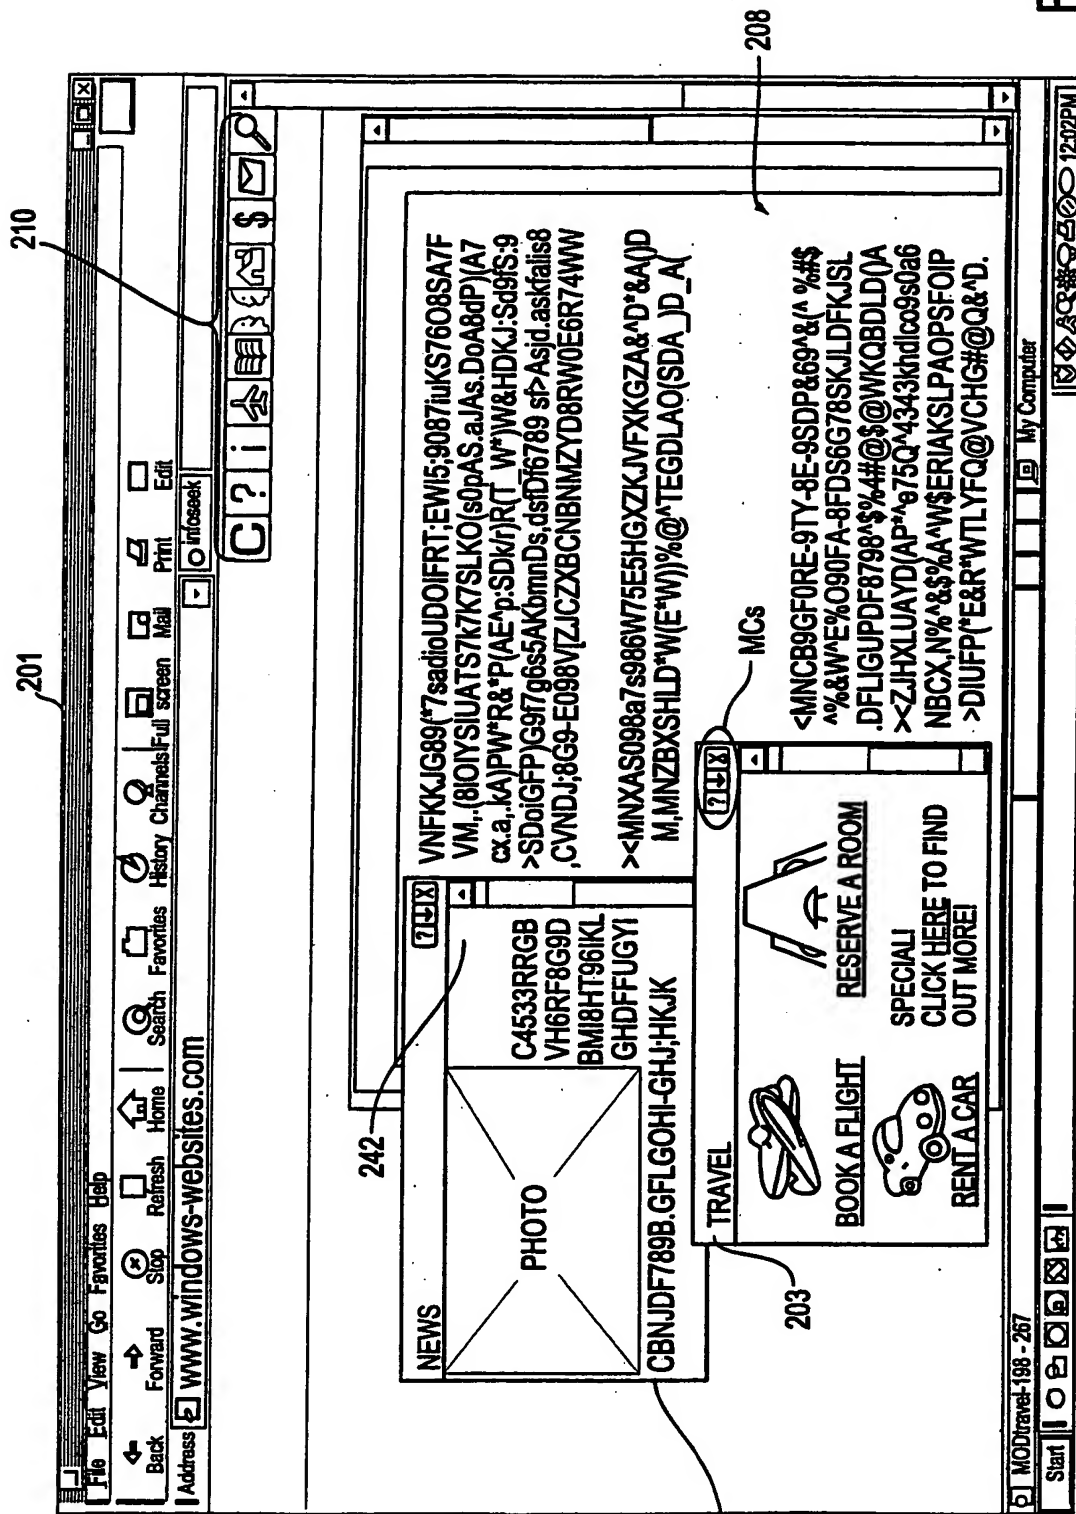 201
210
File Edit View Go Favorites Help
Back Forward Stop Refresh Home Search Favorites History Channels Full screen Mail Print Edit
Address www.windows-websites.com
infoseek
C ? i $
NEWS
? X
242
PHOTO
C4533RRGB
VH6RF8G9D
BMI8HT96IKL
GHDFFUGYI
CBNJDF789B.GFLGOHI-GHJ;HKJK
VNFKKJG89(*7sadioUDOIFRT;EWI5;9087iuKS76O8SA7F
VM,.(8IOIYSIUATS7k7K7SLKO(s0pAS.aJAs.DoA8dP)(A7
cx.a,.kA)PW*R&*P(AE^p:SDk/r)R(T_W*)W&HDKJ:Sd9fS:9
>SDoiGFP)G9f7g6s5AKbmnDs,dsfDf6789 sf>Asjd.askfalis8
,CVNDJ;8G9-E098V[ZJCZXBCNBNMZYD8RW0E6R74WW
><MNXAS098a7s986W75E5HGXZKJVFXKGZA&^D*&A()D
M,MNZBXSHLD*W(E*W))%@^TEGDLAO(SDA_)D_A(
208
MCs
203
TRAVEL
? X
BOOK A FLIGHT
RESERVE A ROOM
RENT A CAR
SPECIAL!
CLICK HERE TO FIND
OUT MORE!
<MNCB9GF0RE-9TY-8E-9SDP&69^&(^ %#$
^%&W^E%O90FA-8FDS6G78SKJLDFKJSL
.DFLIGUPDF8798^$%4#@$@WKQBDLD()A
><ZJHXLUAYD(AP*^e75Q^4343khdlco9s0a6
NBCX,N%^&$%A^W$ERIAKSLPAOPSFOIP
>DIUFP(*E&R*WTLYFQ@VCHG#@Q&^D.
MODtravel-198 - 267
My Computer
Start
12:02PM